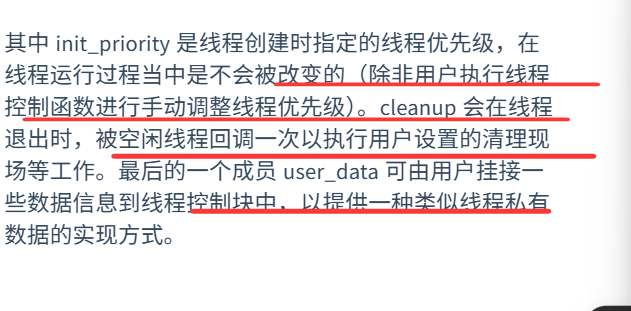 其中 init_priority 是线程创建时指定的线程优先级，在
线程运行过程当中是不会被改变的（除非用户执行线程
控制函数进行手动调整线程优先级）。cleanup 会在线程
退出时，被空闲线程回调一次以执行用户设置的清理现
场等工作。最后的一个成员 user_data 可由用户挂接一
些数据信息到线程控制块中，以提供一种类似线程私有
数据的实现方式。